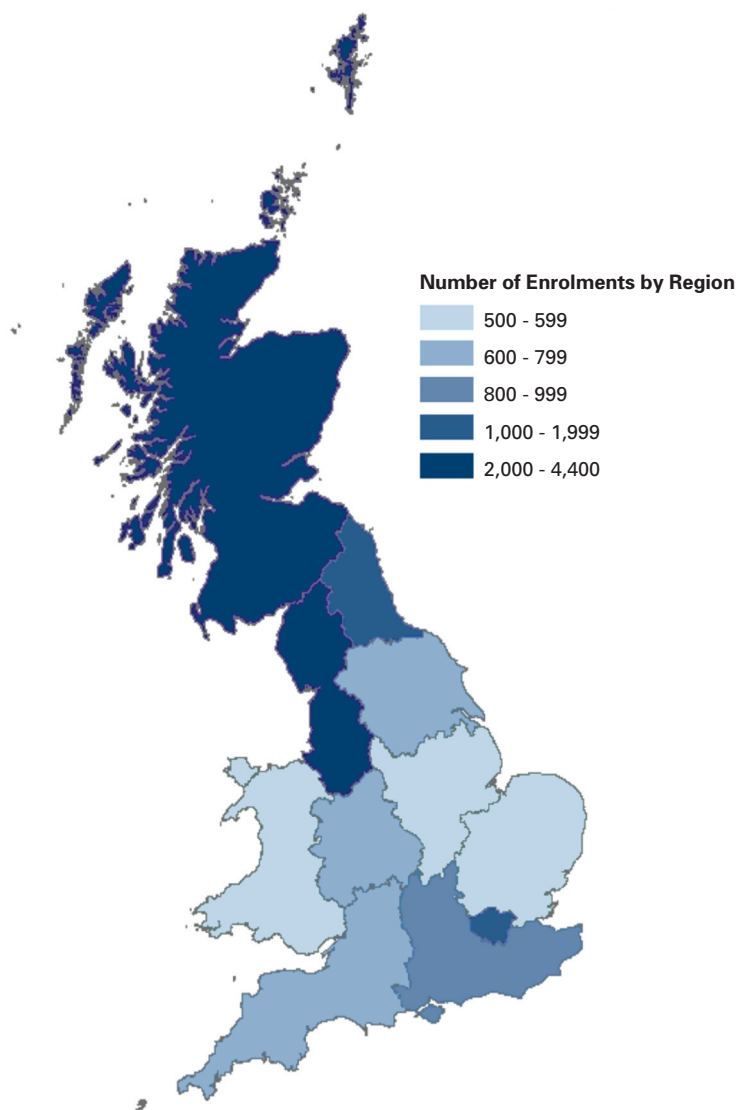 Number of Enrolments by Region
500 - 599
600 - 799
800 - 999
1,000 - 1,999
2,000 - 4,400